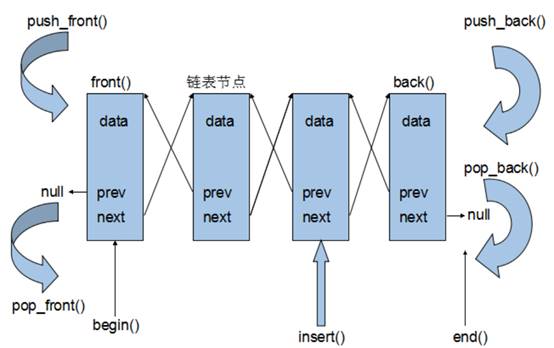 push_front()
push_back()
front()
链表节点
back()
data
data
data
data
pop_back()
null
prev
prev
prev
prev
next
next
next
next
null
pop_front()
begin()
insert()
end()